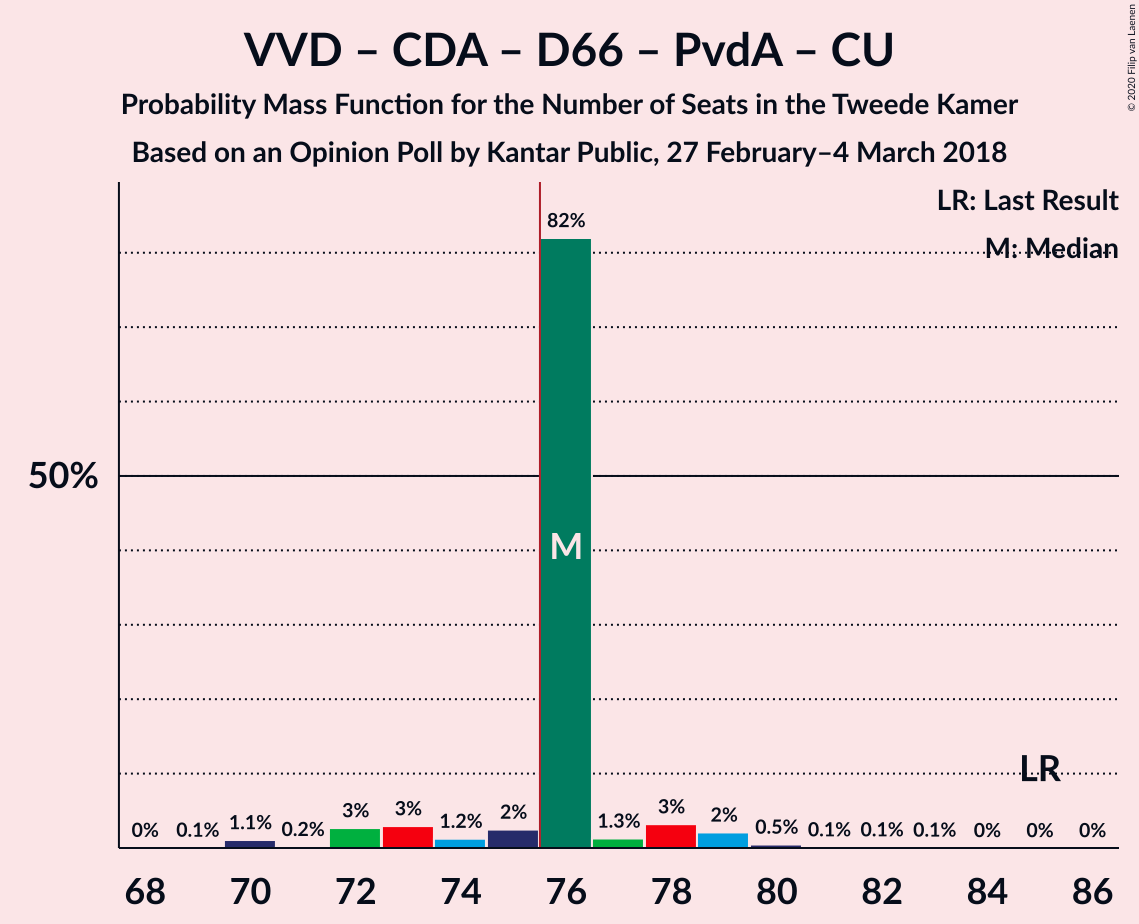 VVD – CDA – D66 – PvdA – CU
Probability Mass Function for the Number of Seats in the Tweede Kamer
Based on an Opinion Poll by Kantar Public, 27 February–4 March 2018
© 2020 Filip van Laenen
LR: Last Result
M: Median
82%
50%
M
LR
0% 0.1% 1.1% 0.2% 3% 3% 1.2% 2% 1.3% 3% 2% 0.5% 0.1% 0.1% 0.1% 0% 0% 0%
68 70 72 74 76 78 80 82 84 86